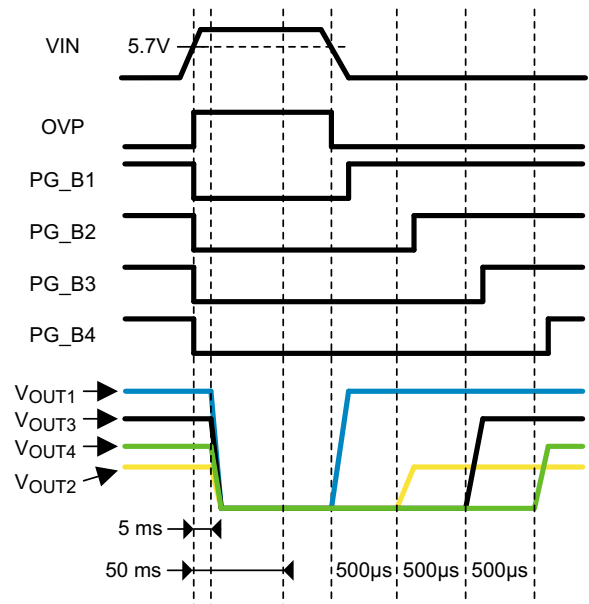 VIN 5.7V
OVP
PG_B1
PG_B2
PG_B3
PG_B4
VOUT1
VOUT3
VOUT4
VOUT2
5 ms
50 ms 500µs 500µs 500µs